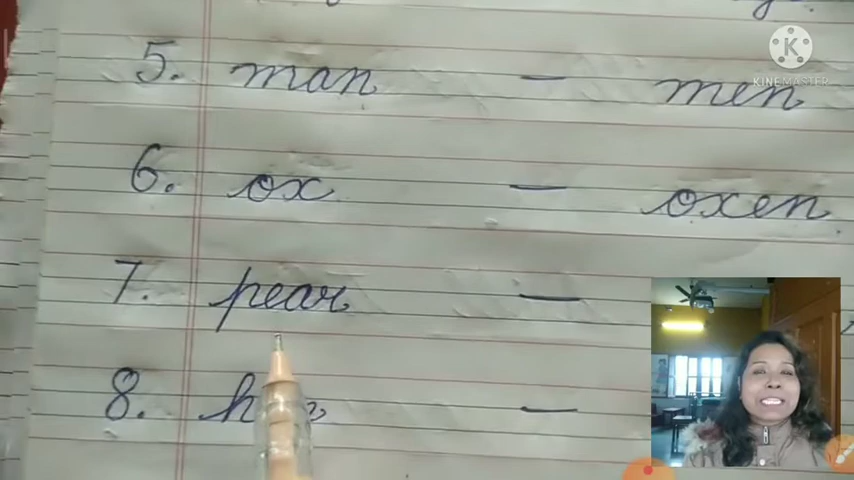 KINEMASTER
5. man - men
6. ox - oxen
7. pear -
8. -